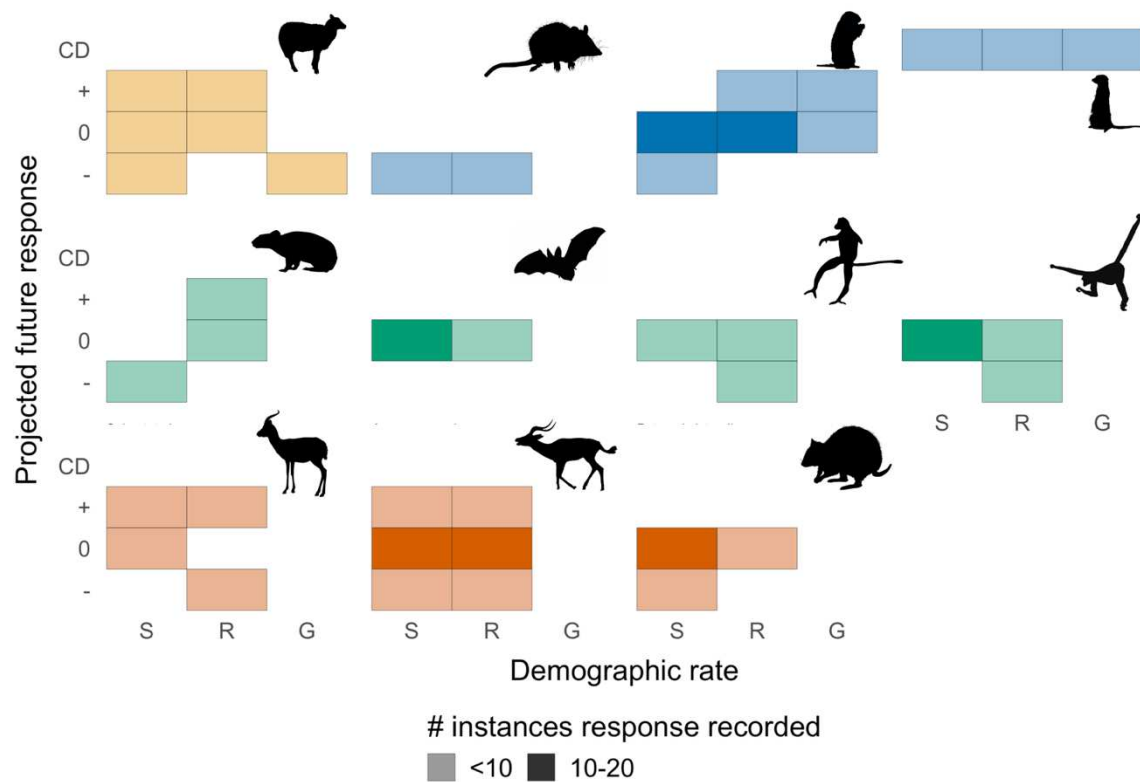 CD
+
0
-
CD
+
0
-
S R G
CD
+
0
-
S R G S R G S R G
Projected future response
Demographic rate
# instances response recorded
<10 10-20